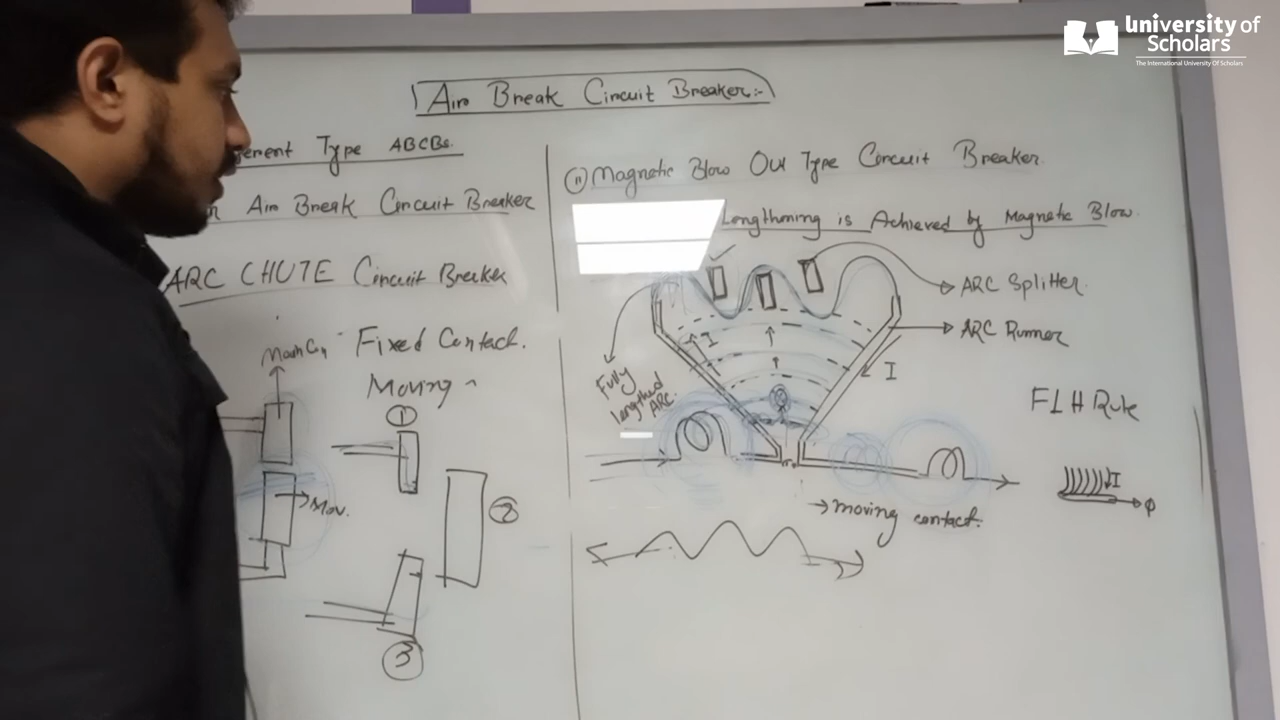 University of
Scholars
The International University Of Scholars
Air Break Circuit Breaker:-
erent Type ABCBs.
Air Break Circuit Breaker
ARC CHUTE Circuit Breaker
Fixed Contact.
Moving "
①
→Mov.
②
③
(ii) Magnetic Blow Out Type Circuit Breaker.
Lengthning is Achieved by Magnetic Blow.
→ ARC Splitter.
→ ARC Runner
I
I
Fully
lengthed
ARC.
→ moving contact.
FLH Rule
I
φ